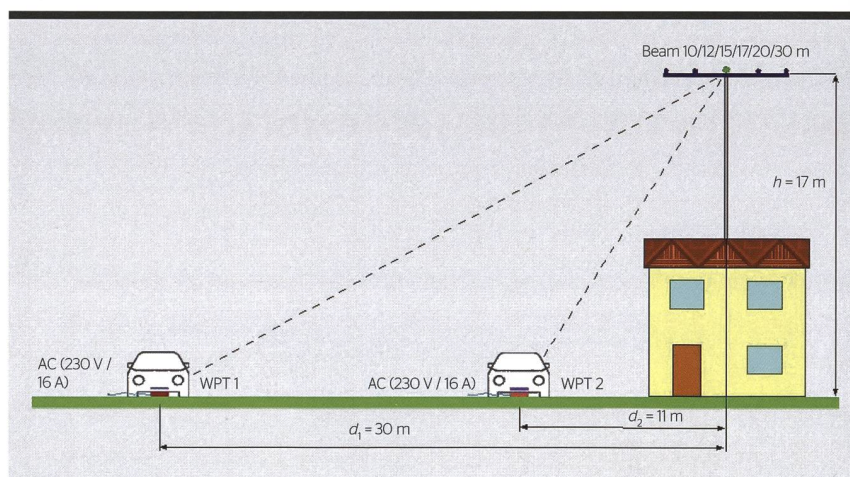 Beam 10/12/15/17/20/30 m
h = 17 m
AC (230 V /
16 A)
WPT 1
AC (230 V / 16 A)
WPT 2
d₂ = 11 m
d₁ = 30 m